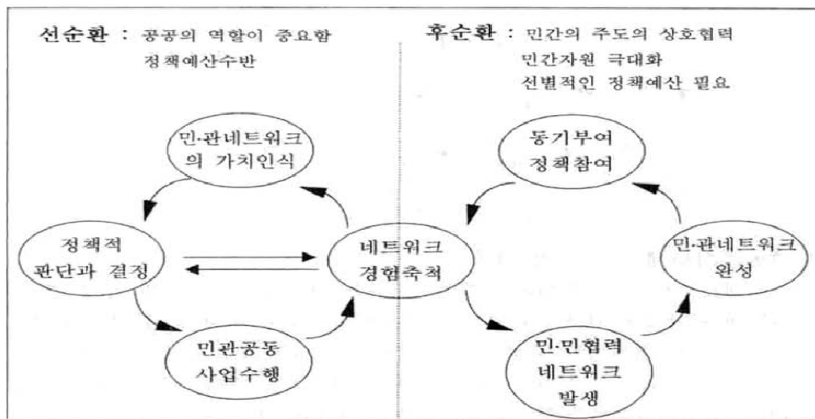 선순환 : 공공의 역할이 중요함
정책예산수반
후순환 : 민간의 주도의 상호협력
민간자원 극대화
선별적인 정책예산 필요
민·관네트워크
의 가치인식
동기부여
정책참여
정책적
판단과 결정
네트워크
경험축척
민·관네트워크
완성
민관공동
사업수행
민·민협력
네트워크
발생